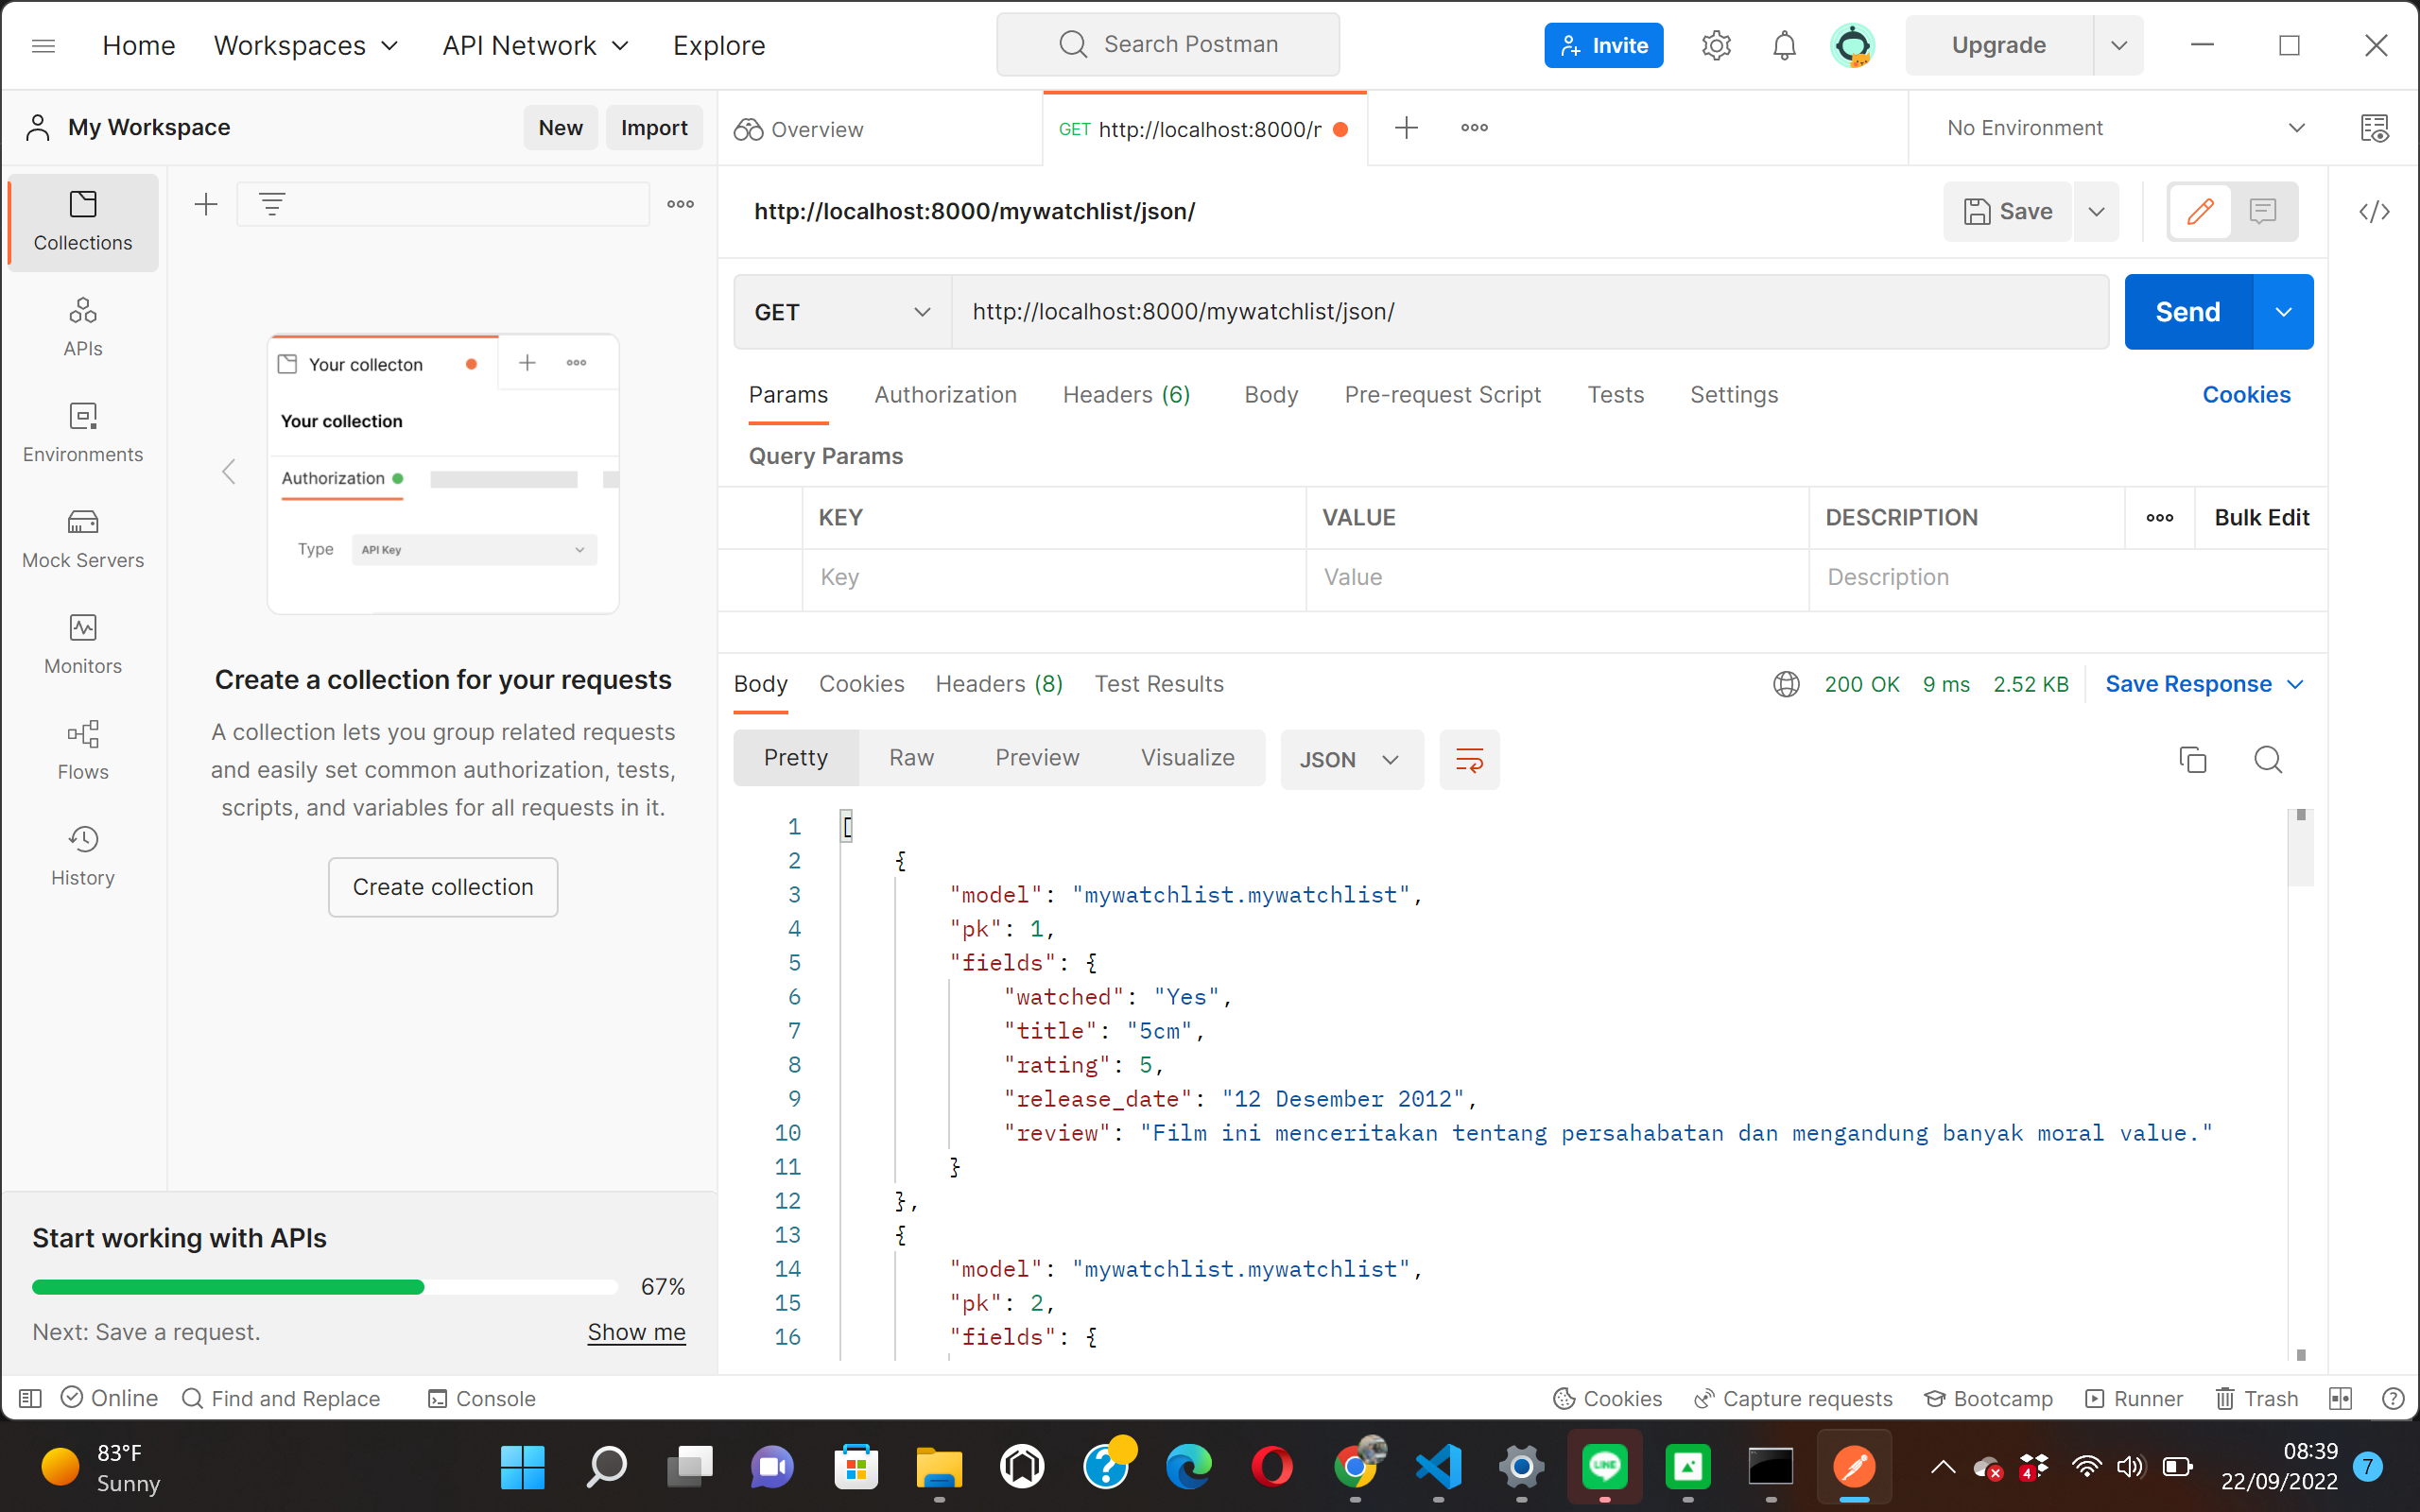 Home Workspaces API Network Explore Search Postman Invite Upgrade
My Workspace New Import
Overview GET http://localhost:8000/r No Environment
Collections
APIs
Environments
Mock Servers
Monitors
Flows
History
Your collecton
Your collection
Authorization
Type API Key
Create a collection for your requests
A collection lets you group related requests
and easily set common authorization, tests,
scripts, and variables for all requests in it.
Create collection
Start working with APIs
67%
Next: Save a request. Show me
http://localhost:8000/mywatchlist/json/ Save
GET http://localhost:8000/mywatchlist/json/ Send
Params Authorization Headers (6) Body Pre-request Script Tests Settings Cookies
Query Params
KEY VALUE DESCRIPTION Bulk Edit
Key Value Description
Body Cookies Headers (8) Test Results 200 OK 9 ms 2.52 KB Save Response
Pretty Raw Preview Visualize JSON
1 [
2 {
3 "model": "mywatchlist.mywatchlist",
4 "pk": 1,
5 "fields": {
6 "watched": "Yes",
7 "title": "5cm",
8 "rating": 5,
9 "release_date": "12 Desember 2012",
10 "review": "Film ini menceritakan tentang persahabatan dan mengandung banyak moral value."
11 }
12 },
13 {
14 "model": "mywatchlist.mywatchlist",
15 "pk": 2,
16 "fields": {
Online Find and Replace Console Cookies Capture requests Bootcamp Runner Trash
83°F
Sunny
LINE
4
08:39
22/09/2022
7